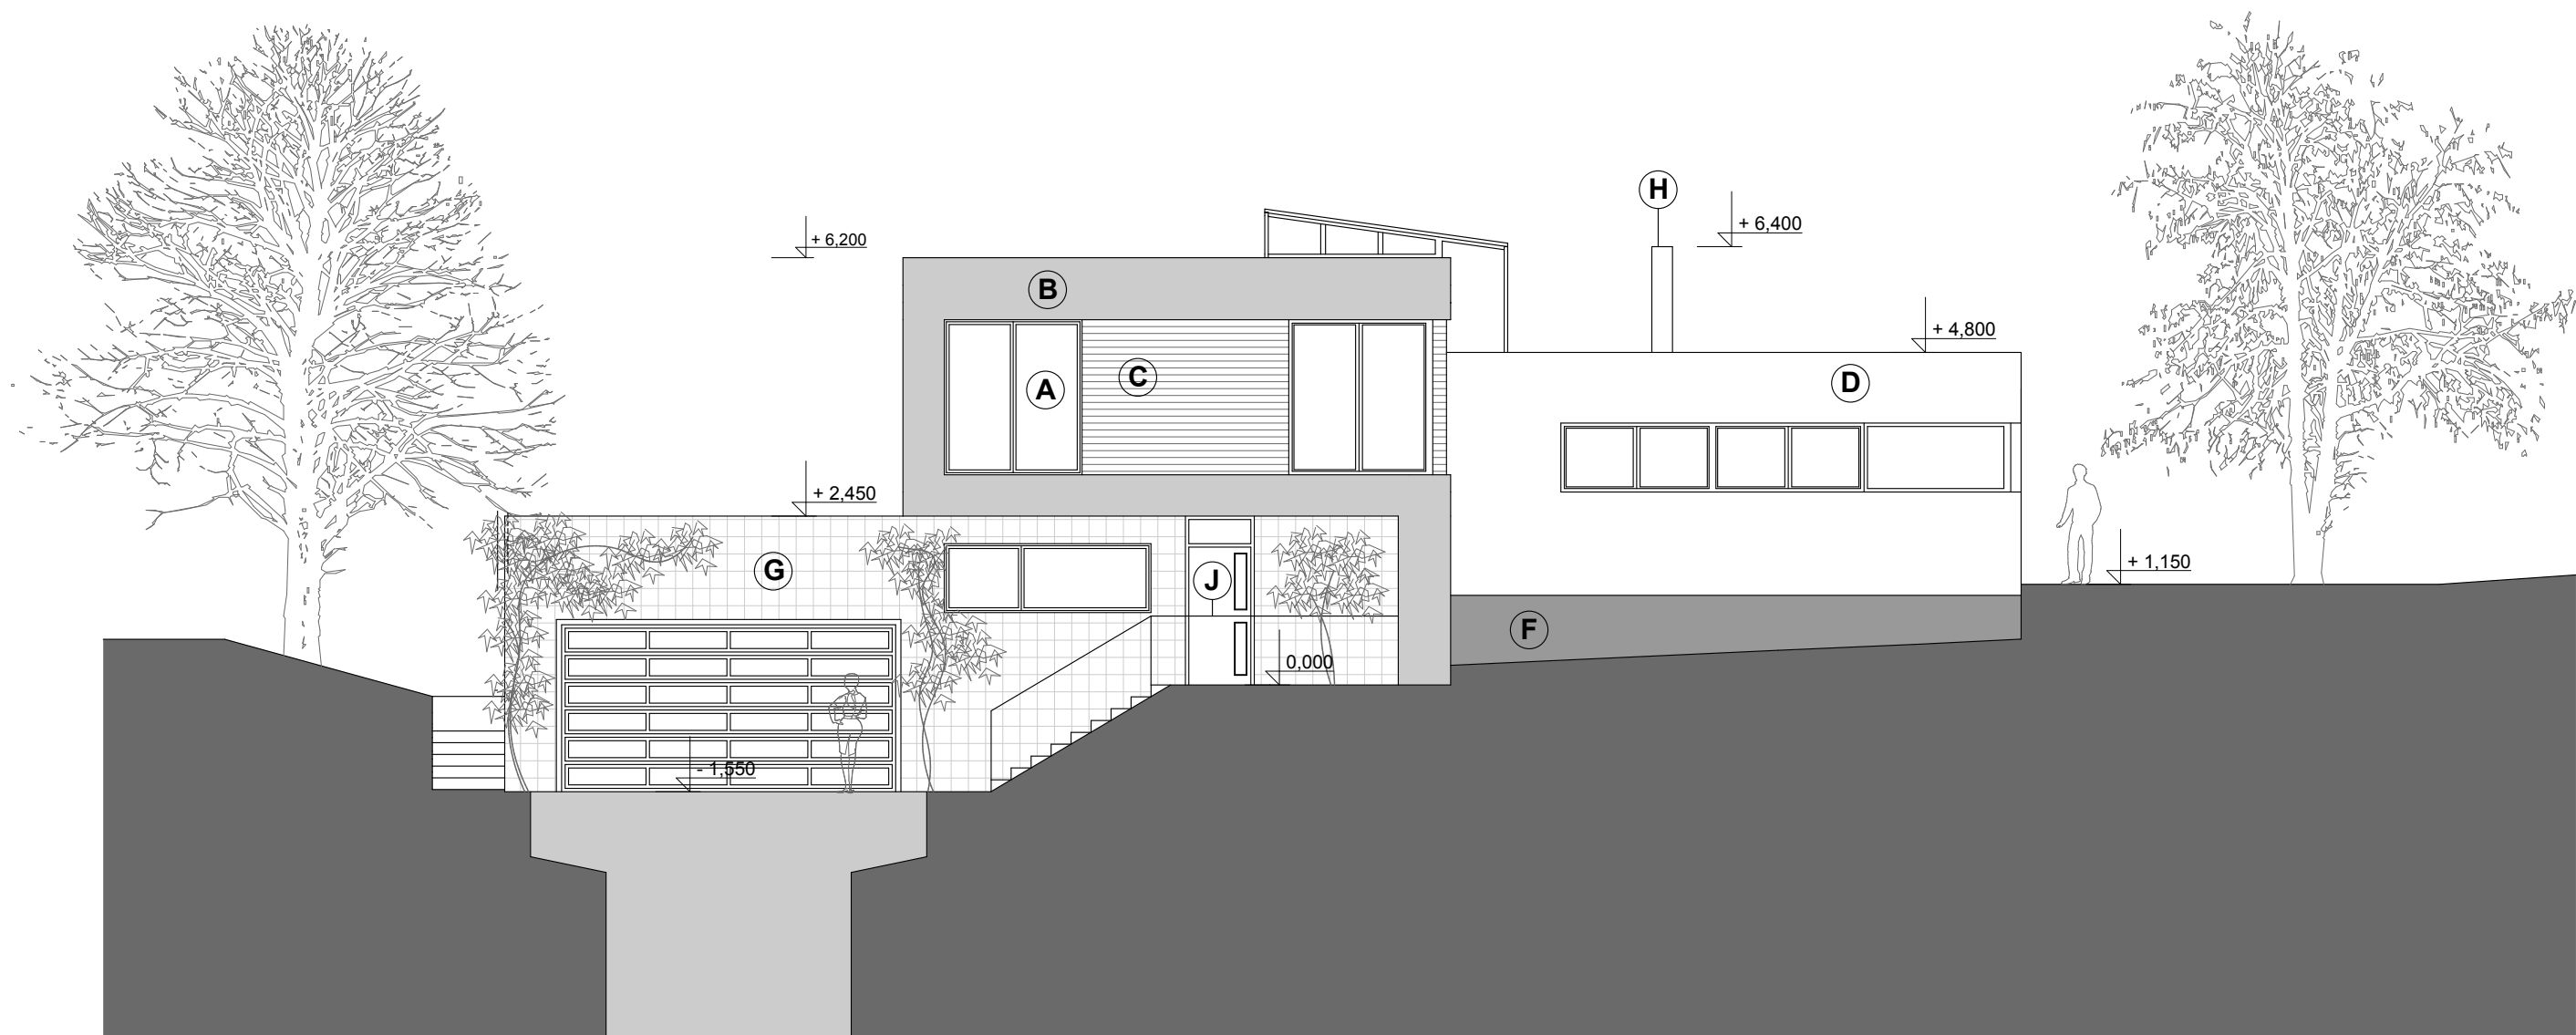 H
+ 6,400
+ 6,200
B
+ 4,800
A
C
D
+ 2,450
G
J
+ 1,150
F
0,000
- 1,550